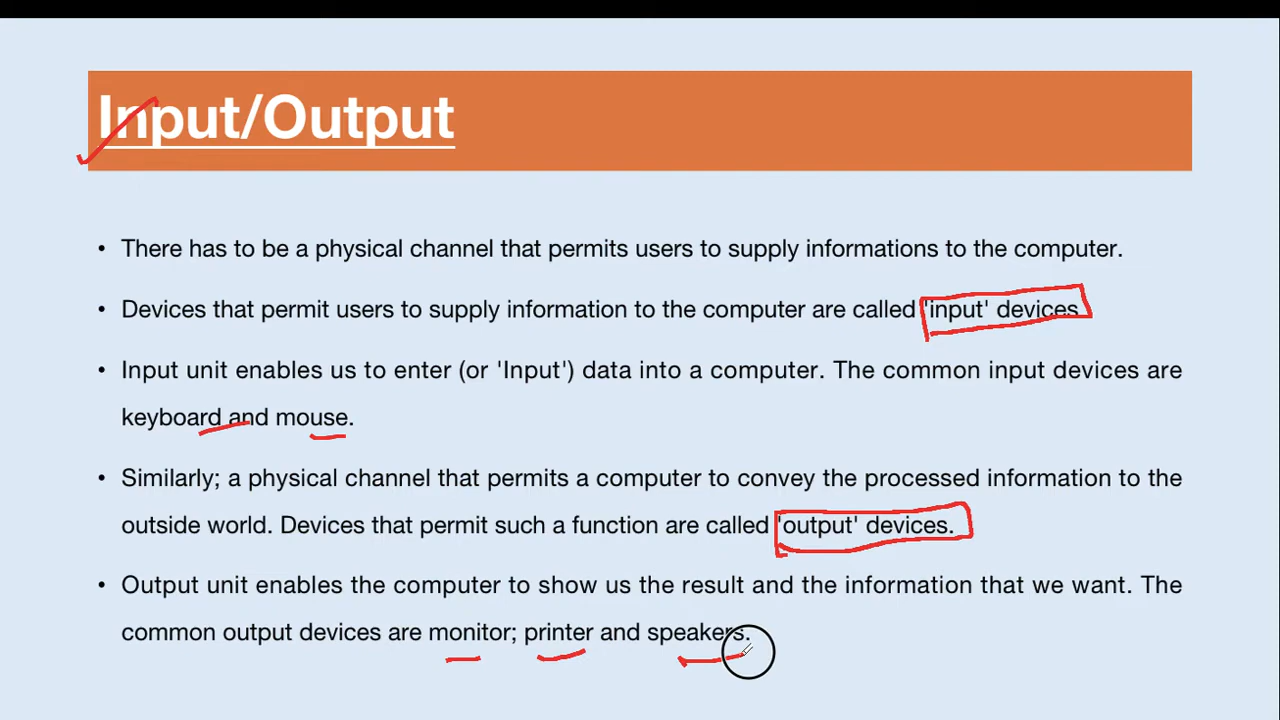 Input/Output
• There has to be a physical channel that permits users to supply informations to the computer.
• Devices that permit users to supply information to the computer are called 'input' devices.
• Input unit enables us to enter (or 'Input') data into a computer. The common input devices are
keyboard and mouse.
• Similarly; a physical channel that permits a computer to convey the processed information to the
outside world. Devices that permit such a function are called 'output' devices.
• Output unit enables the computer to show us the result and the information that we want. The
common output devices are monitor; printer and speakers.